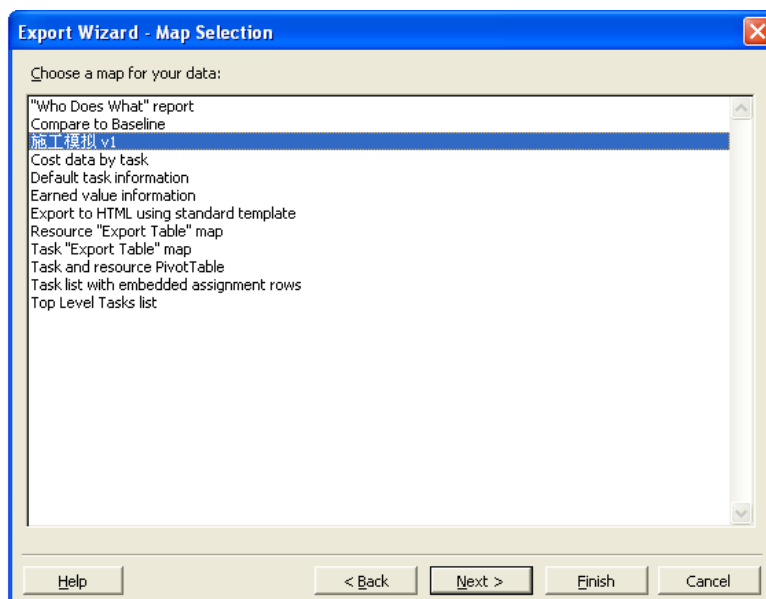 Export Wizard - Map Selection
Choose a map for your data:
"Who Does What" report
Compare to Baseline
施工模拟 v1
Cost data by task
Default task information
Earned value information
Export to HTML using standard template
Resource "Export Table" map
Task "Export Table" map
Task and resource PivotTable
Task list with embedded assignment rows
Top Level Tasks list
Help
< Back
Next >
Finish
Cancel